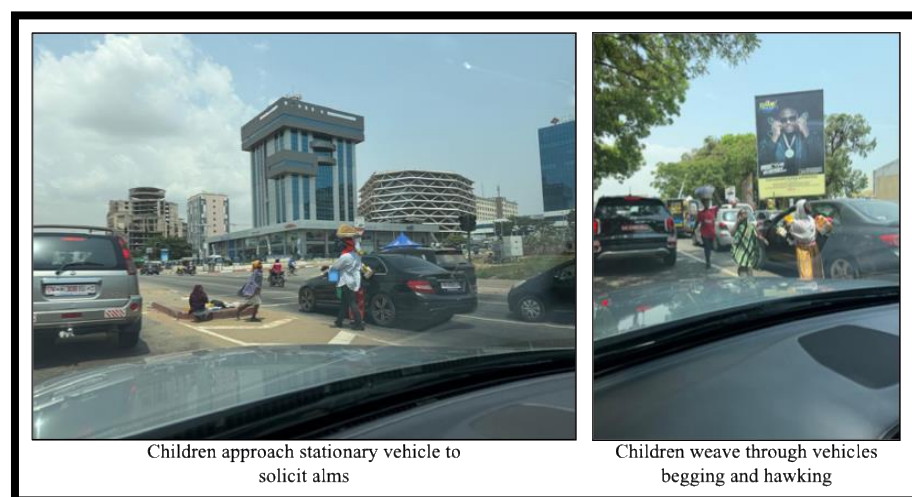 Children approach stationary vehicle to
solicit alms
Children weave through vehicles
begging and hawking